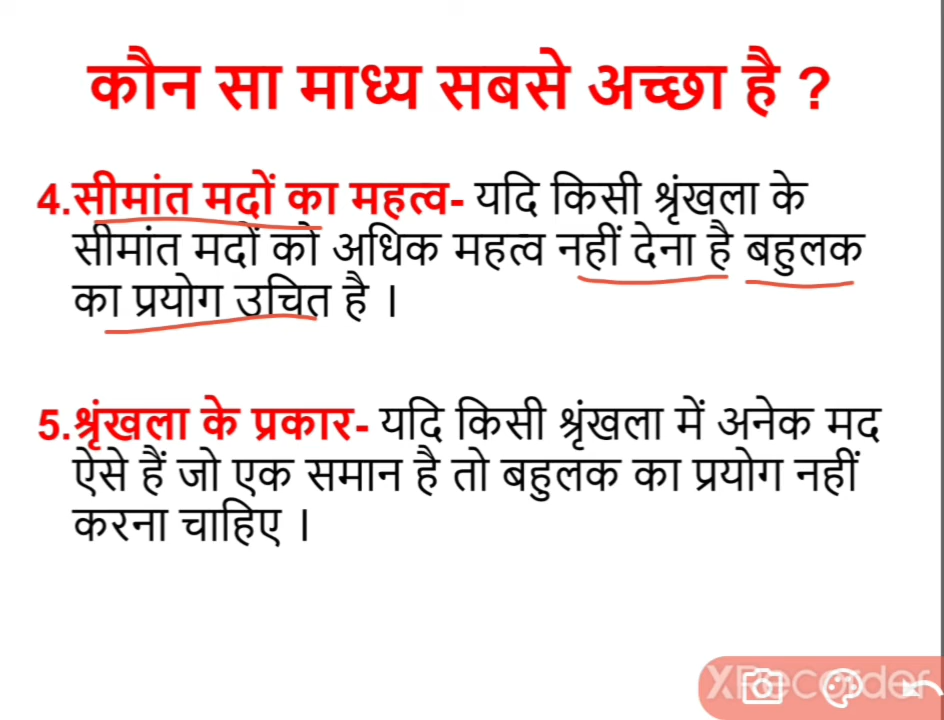 कौन सा माध्य सबसे अच्छा है ?
4.सीमांत मदों का महत्व- यदि किसी श्रृंखला के
सीमांत मदों को अधिक महत्व नहीं देना है बहुलक
का प्रयोग उचित है ।
5.श्रृंखला के प्रकार- यदि किसी श्रृंखला में अनेक मद
ऐसे हैं जो एक समान है तो बहुलक का प्रयोग नहीं
करना चाहिए ।
XRecorder